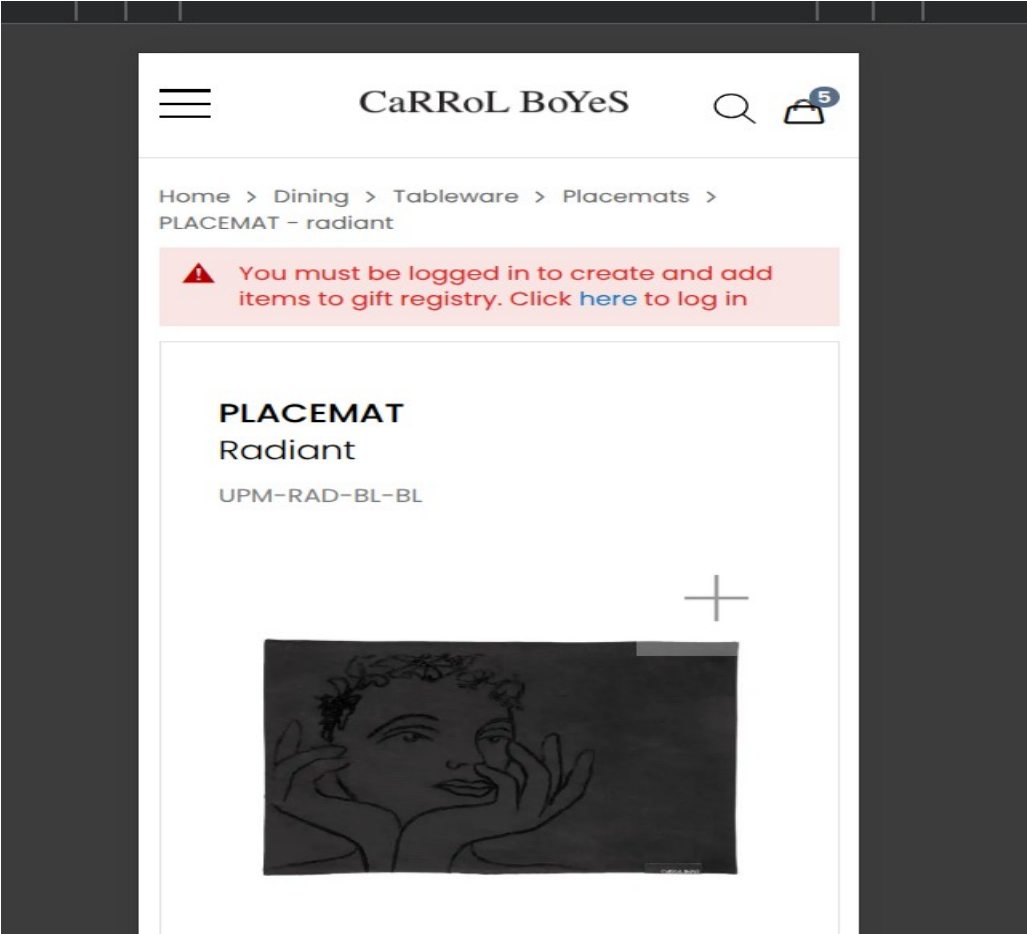 CaRRoL BoYeS
5
Home > Dining > Tableware > Placemats >
PLACEMAT - radiant
You must be logged in to create and add
items to gift registry. Click here to log in
PLACEMAT
Radiant
UPM-RAD-BL-BL